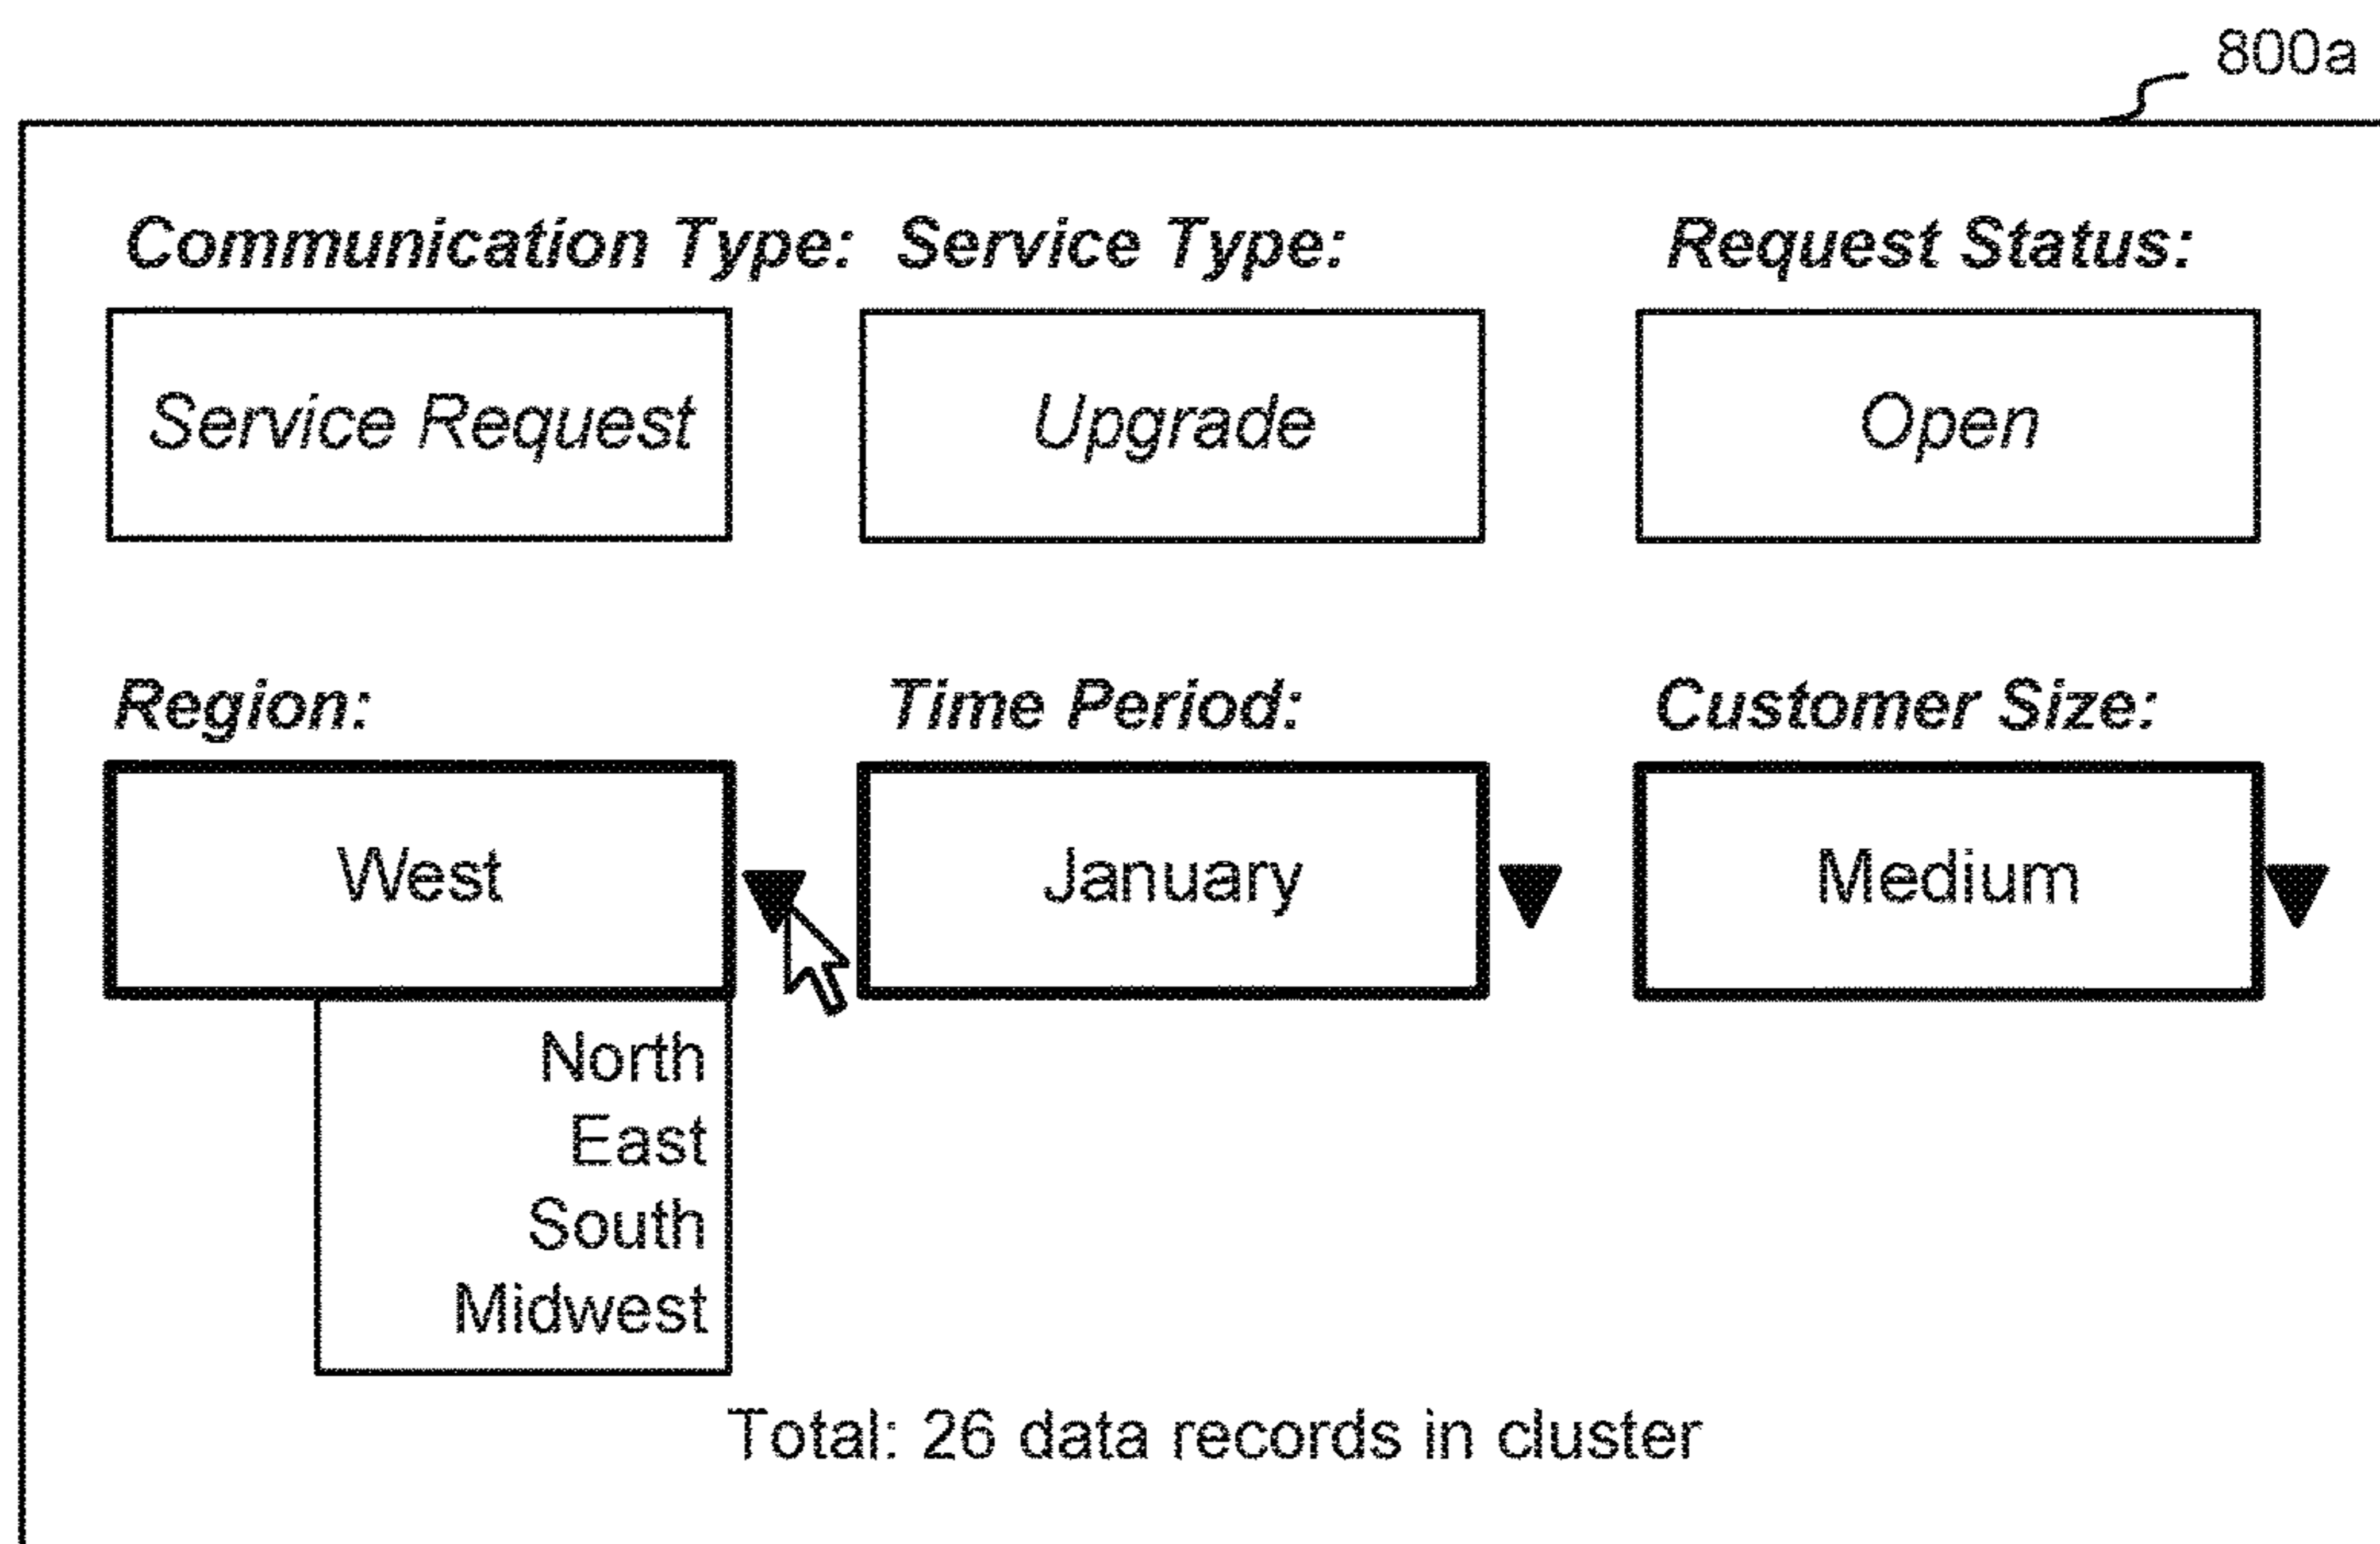 800a
Communication Type: Service Type: Request Status:
Service Request Upgrade Open
Region: Time Period: Customer Size:
West January Medium
North
East
South
Midwest
Total: 26 data records in cluster